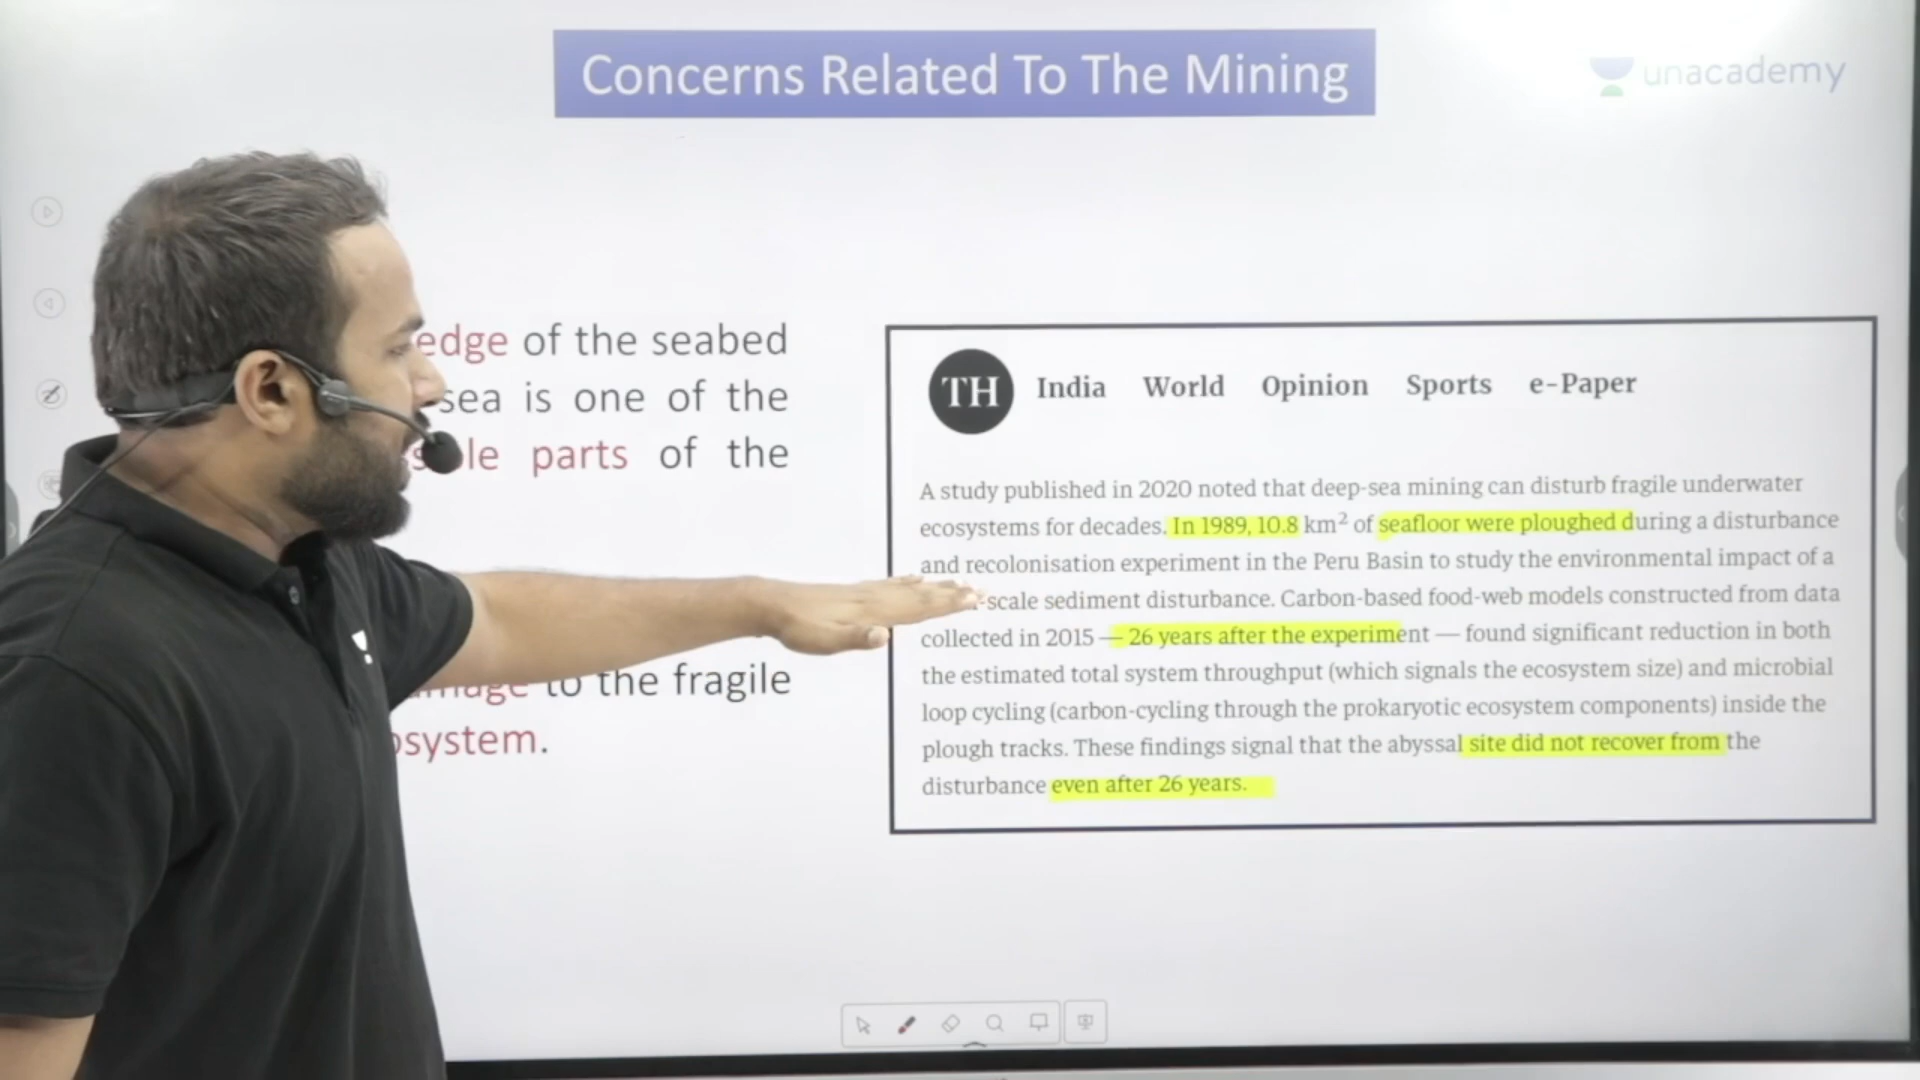 Concerns Related To The Mining
unacademy
edge of the seabed
sea is one of the
parts of the
to the fragile
osystem.
TH India World Opinion Sports e-Paper
A study published in 2020 noted that deep-sea mining can disturb fragile underwater
ecosystems for decades. In 1989, 10.8 km² of seafloor were ploughed during a disturbance
and recolonisation experiment in the Peru Basin to study the environmental impact of a
-scale sediment disturbance. Carbon-based food-web models constructed from data
collected in 2015 — 26 years after the experiment — found significant reduction in both
the estimated total system throughput (which signals the ecosystem size) and microbial
loop cycling (carbon-cycling through the prokaryotic ecosystem components) inside the
plough tracks. These findings signal that the abyssal site did not recover from the
disturbance even after 26 years.